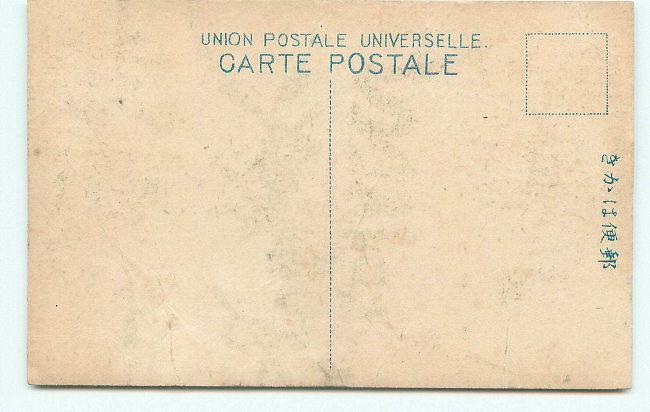 UNION POSTALE UNIVERSELLE.
CARTE POSTALE
郵便はかき